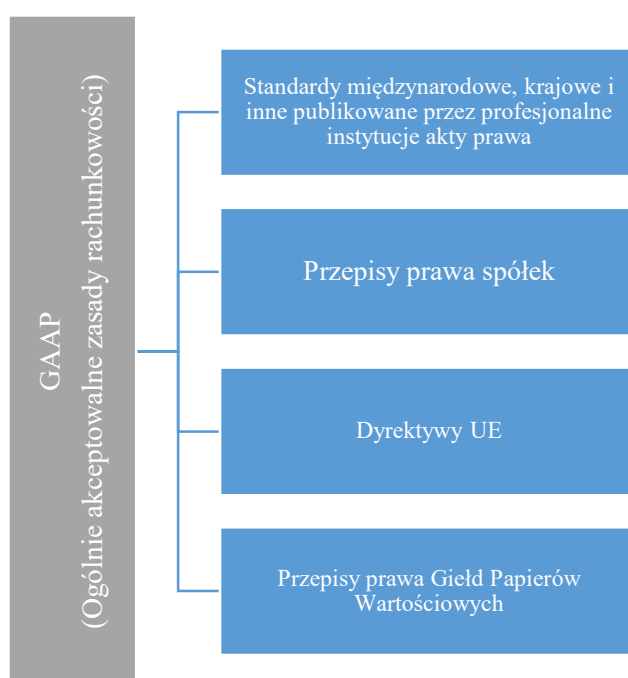 GAAP
(Ogólnie akceptowalne zasady rachunkowości)
Standardy międzynarodowe, krajowe i
inne publikowane przez profesjonalne
instytucje akty prawa
Przepisy prawa spółek
Dyrektywy UE
Przepisy prawa Giełd Papierów
Wartościowych